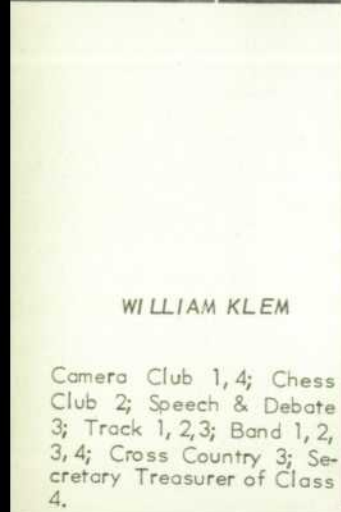 WILLIAM KLEM
Camera Club 1, 4; Chess
Club 2; Speech & Debate
3; Track 1, 2,3; Band 1, 2,
3, 4; Cross Country 3; Se-
cretary Treasurer of Class
4.